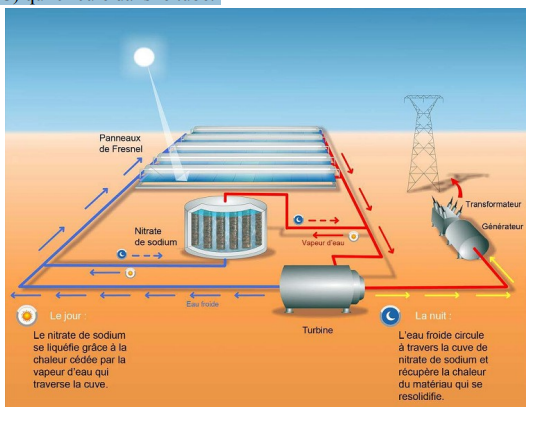 Panneaux
de Fresnel
Transformateur
Générateur
Nitrate
de sodium
Vapeur d'eau
Eau froide
Turbine
Le jour :
Le nitrate de sodium
se liquéfie grâce à la
chaleur cédée par la
vapeur d'eau qui
traverse la cuve.
La nuit :
L'eau froide circule
à travers la cuve de
nitrate de sodium et
récupère la chaleur
du matériau qui se
resolidifie.